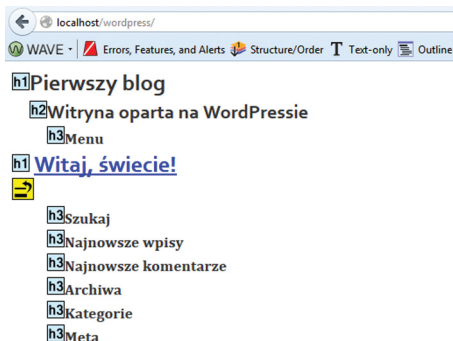 localhost/wordpress/
WAVE Errors, Features, and Alerts Structure/Order T Text-only Outline
h1 Pierwszy blog
h2 Witryna oparta na WordPressie
h3 Menu
h1 Witaj, świecie!
h3 Szukaj
h3 Najnowsze wpisy
h3 Najnowsze komentarze
h3 Archiwa
h3 Kategorie
h3 Meta